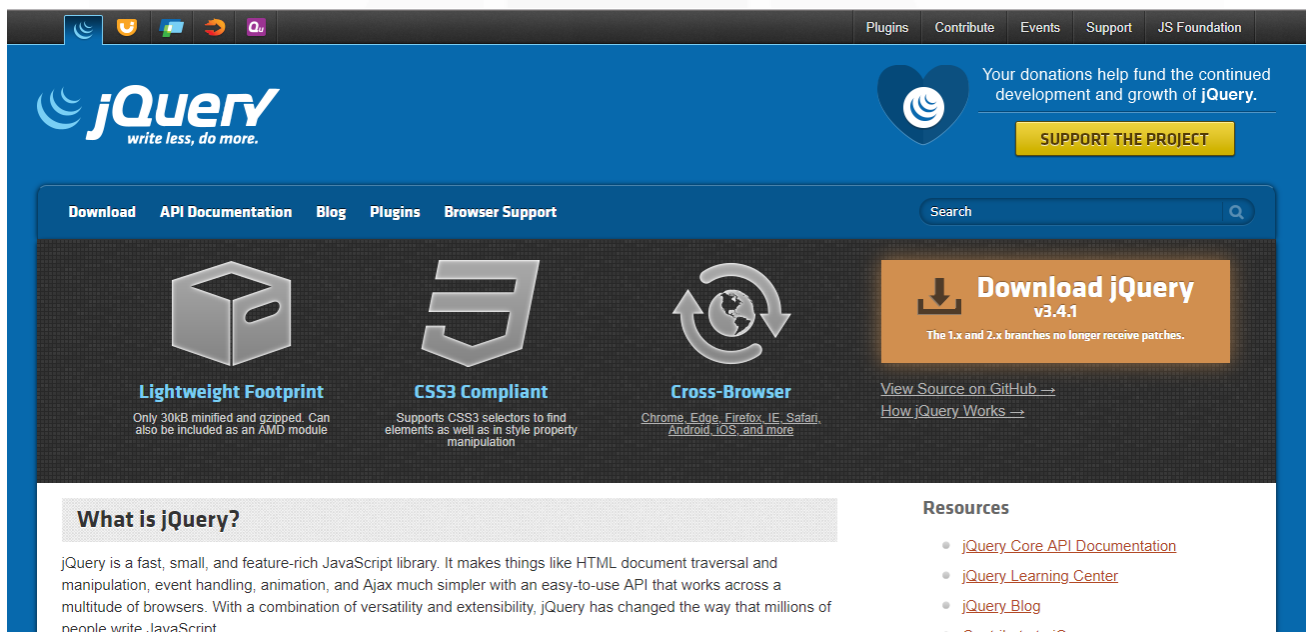 Qu
Plugins
Contribute
Events
Support
JS Foundation
jQuery
write less, do more.
Your donations help fund the continued
development and growth of jQuery.
SUPPORT THE PROJECT
Download
API Documentation
Blog
Plugins
Browser Support
Search
Lightweight Footprint
Only 30kB minified and gzipped. Can
also be included as an AMD module
CSS3 Compliant
Supports CSS3 selectors to find
elements as well as in style property
manipulation
Cross-Browser
Chrome, Edge, Firefox, IE, Safari,
Android, iOS, and more
Download jQuery
v3.4.1
The 1.x and 2.x branches no longer receive patches.
View Source on GitHub →
How jQuery Works →
What is jQuery?
jQuery is a fast, small, and feature-rich JavaScript library. It makes things like HTML document traversal and
manipulation, event handling, animation, and Ajax much simpler with an easy-to-use API that works across a
multitude of browsers. With a combination of versatility and extensibility, jQuery has changed the way that millions of
people write JavaScript.
Resources
jQuery Core API Documentation
jQuery Learning Center
jQuery Blog